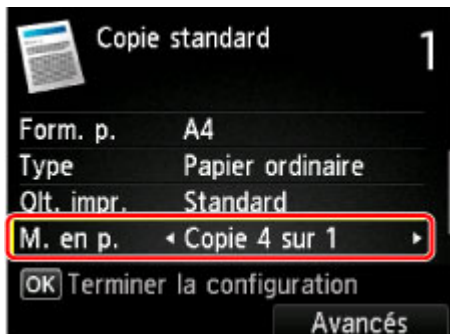 Copie standard 1
Form. p. A4
Type Papier ordinaire
Qlt. impr. Standard
M. en p. Copie 4 sur 1
OK Terminer la configuration
Avancés